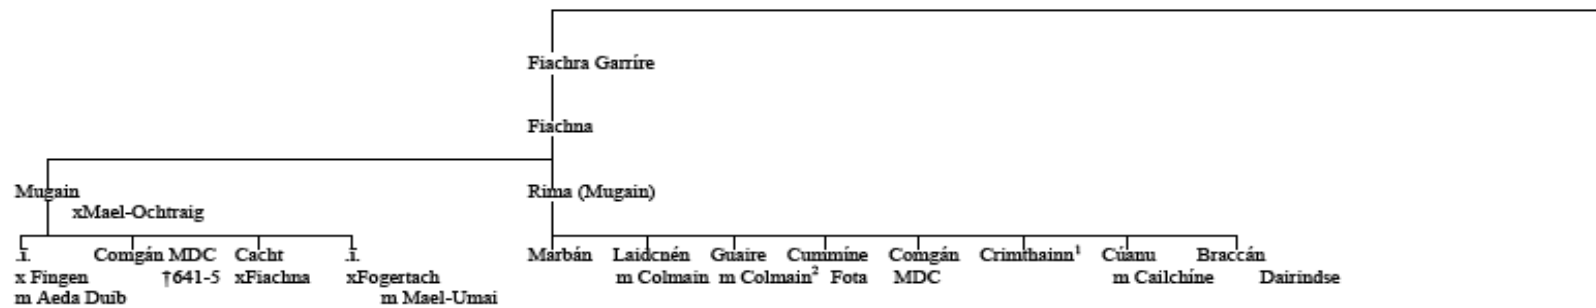 Fiachra Garríre
Fiachna
Mugain Rima (Mugain)
xMael-Ochtraig
.i. Comgán MDC Cacht .i. Marbán Laidcnén Guaire Cummíne Comgán Crimthainn¹ Cúanu Braccán
x Fingen †641-5 xFiachna xFogertach m Colmain m Colmain² Fota MDC m Cailchíne Dairindse
m Aeda Duib m Mael-Umai